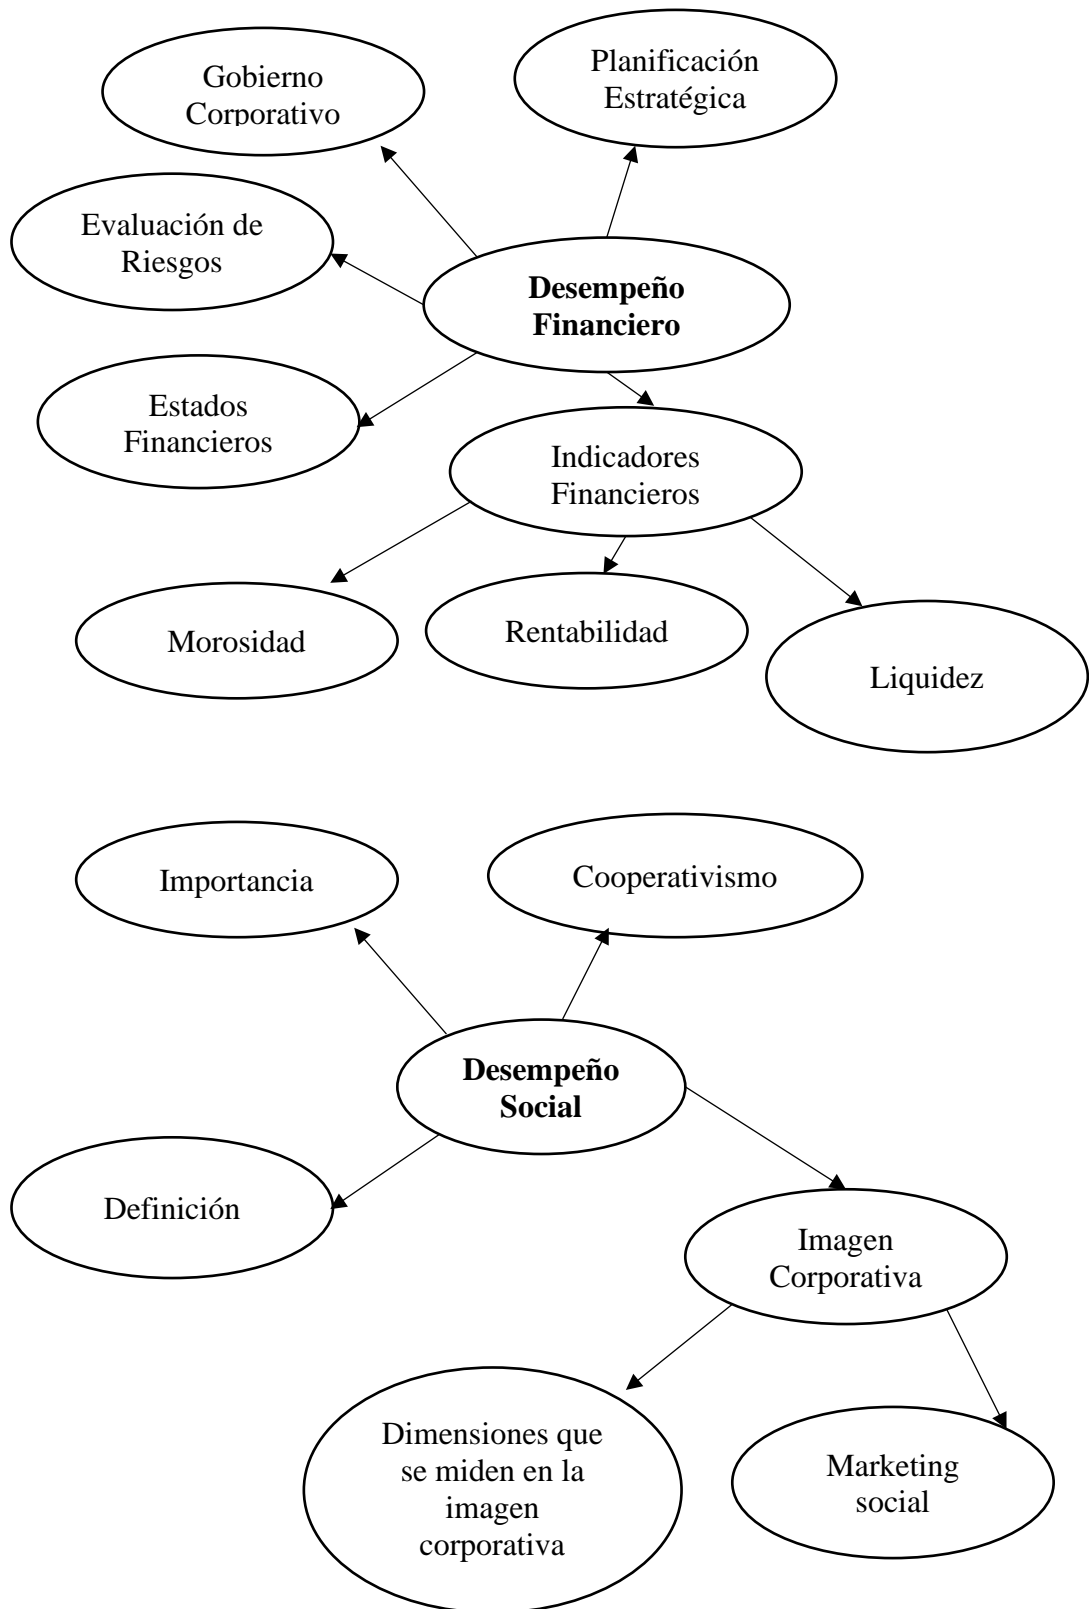 Gobierno
Corporativo
Planificación
Estratégica
Evaluación de
Riesgos
Desempeño
Financiero
Estados
Financieros
Indicadores
Financieros
Morosidad
Rentabilidad
Liquidez
Importancia
Cooperativismo
Desempeño
Social
Definición
Imagen
Corporativa
Dimensiones que
se miden en la
imagen
corporativa
Marketing
social